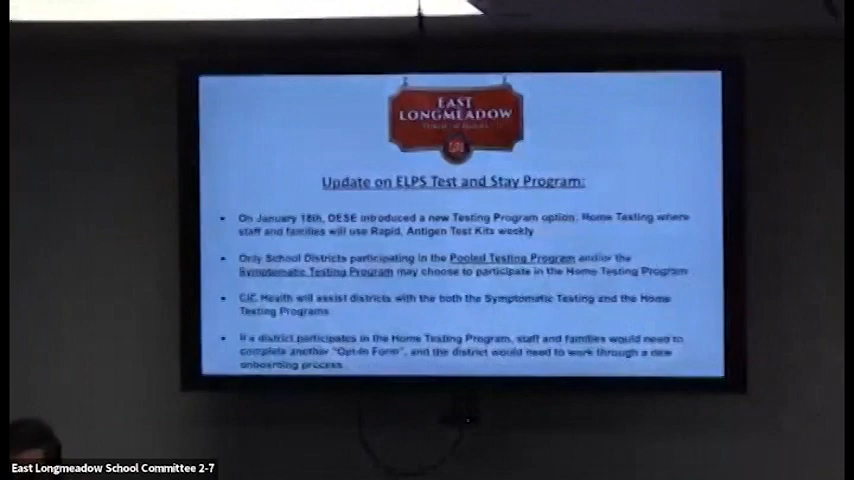 EAST
LONGMEADOW
Update on ELPS Test and Stay Program:
• On January 18th, DESE introduced a new Testing Program option: Home Testing where
staff and families will use Rapid, Antigen Test Kits weekly
• Only School Districts participating in the Pooled Testing Program and/or the
Symptomatic Testing Program may choose to participate in the Home Testing Program
• CIC Health will assist districts with the both the Symptomatic Testing and the Home
Testing Programs
• If a district participates in the Home Testing Program, staff and families would need to
complete another "Opt-In Form", and the district would need to work through a new
onboarding process
East Longmeadow School Committee 2-7